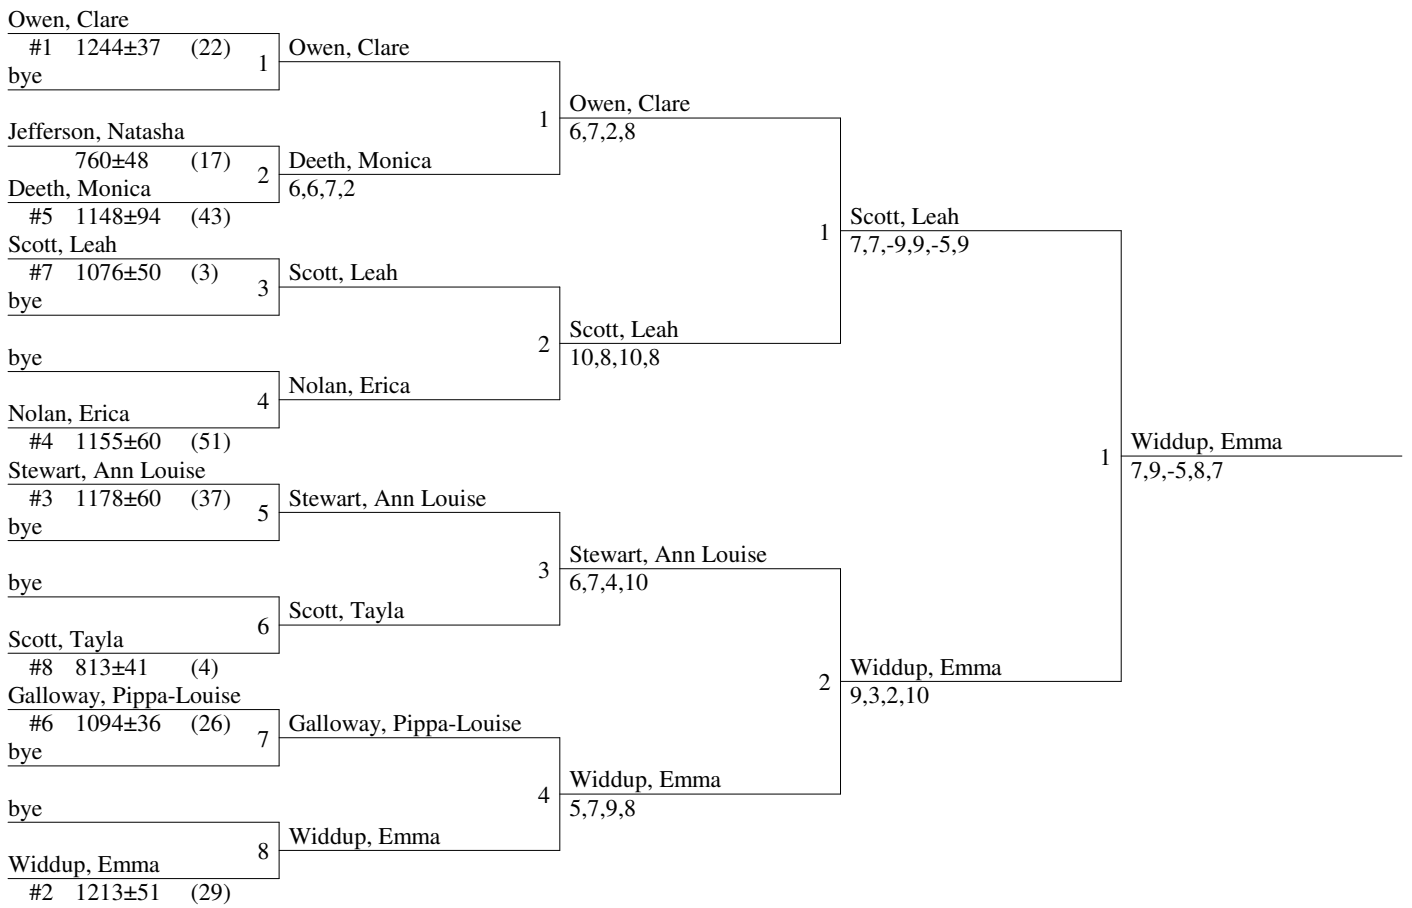 Owen, Clare
#1 1244±37 (22)
bye
1
Jefferson, Natasha
760±48 (17)
Deeth, Monica
#5 1148±94 (43)
2
Scott, Leah
#7 1076±50 (3)
bye
3
bye
Nolan, Erica
#4 1155±60 (51)
4
Stewart, Ann Louise
#3 1178±60 (37)
bye
5
bye
Scott, Tayla
#8 813±41 (4)
6
Galloway, Pippa-Louise
#6 1094±36 (26)
bye
7
bye
Widdup, Emma
#2 1213±51 (29)
8
Owen, Clare
Deeth, Monica
6,6,7,2
1
Scott, Leah
Nolan, Erica
2
Stewart, Ann Louise
Scott, Tayla
3
Galloway, Pippa-Louise
Widdup, Emma
4
Owen, Clare
6,7,2,8
Scott, Leah
10,8,10,8
1
Stewart, Ann Louise
6,7,4,10
Widdup, Emma
5,7,9,8
2
Scott, Leah
7,7,-9,9,-5,9
Widdup, Emma
9,3,2,10
1
Widdup, Emma
7,9,-5,8,7